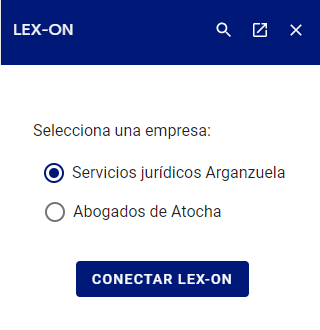 LEX-ON
Selecciona una empresa:
Servicios jurídicos Arganzuela
Abogados de Atocha
CONECTAR LEX-ON